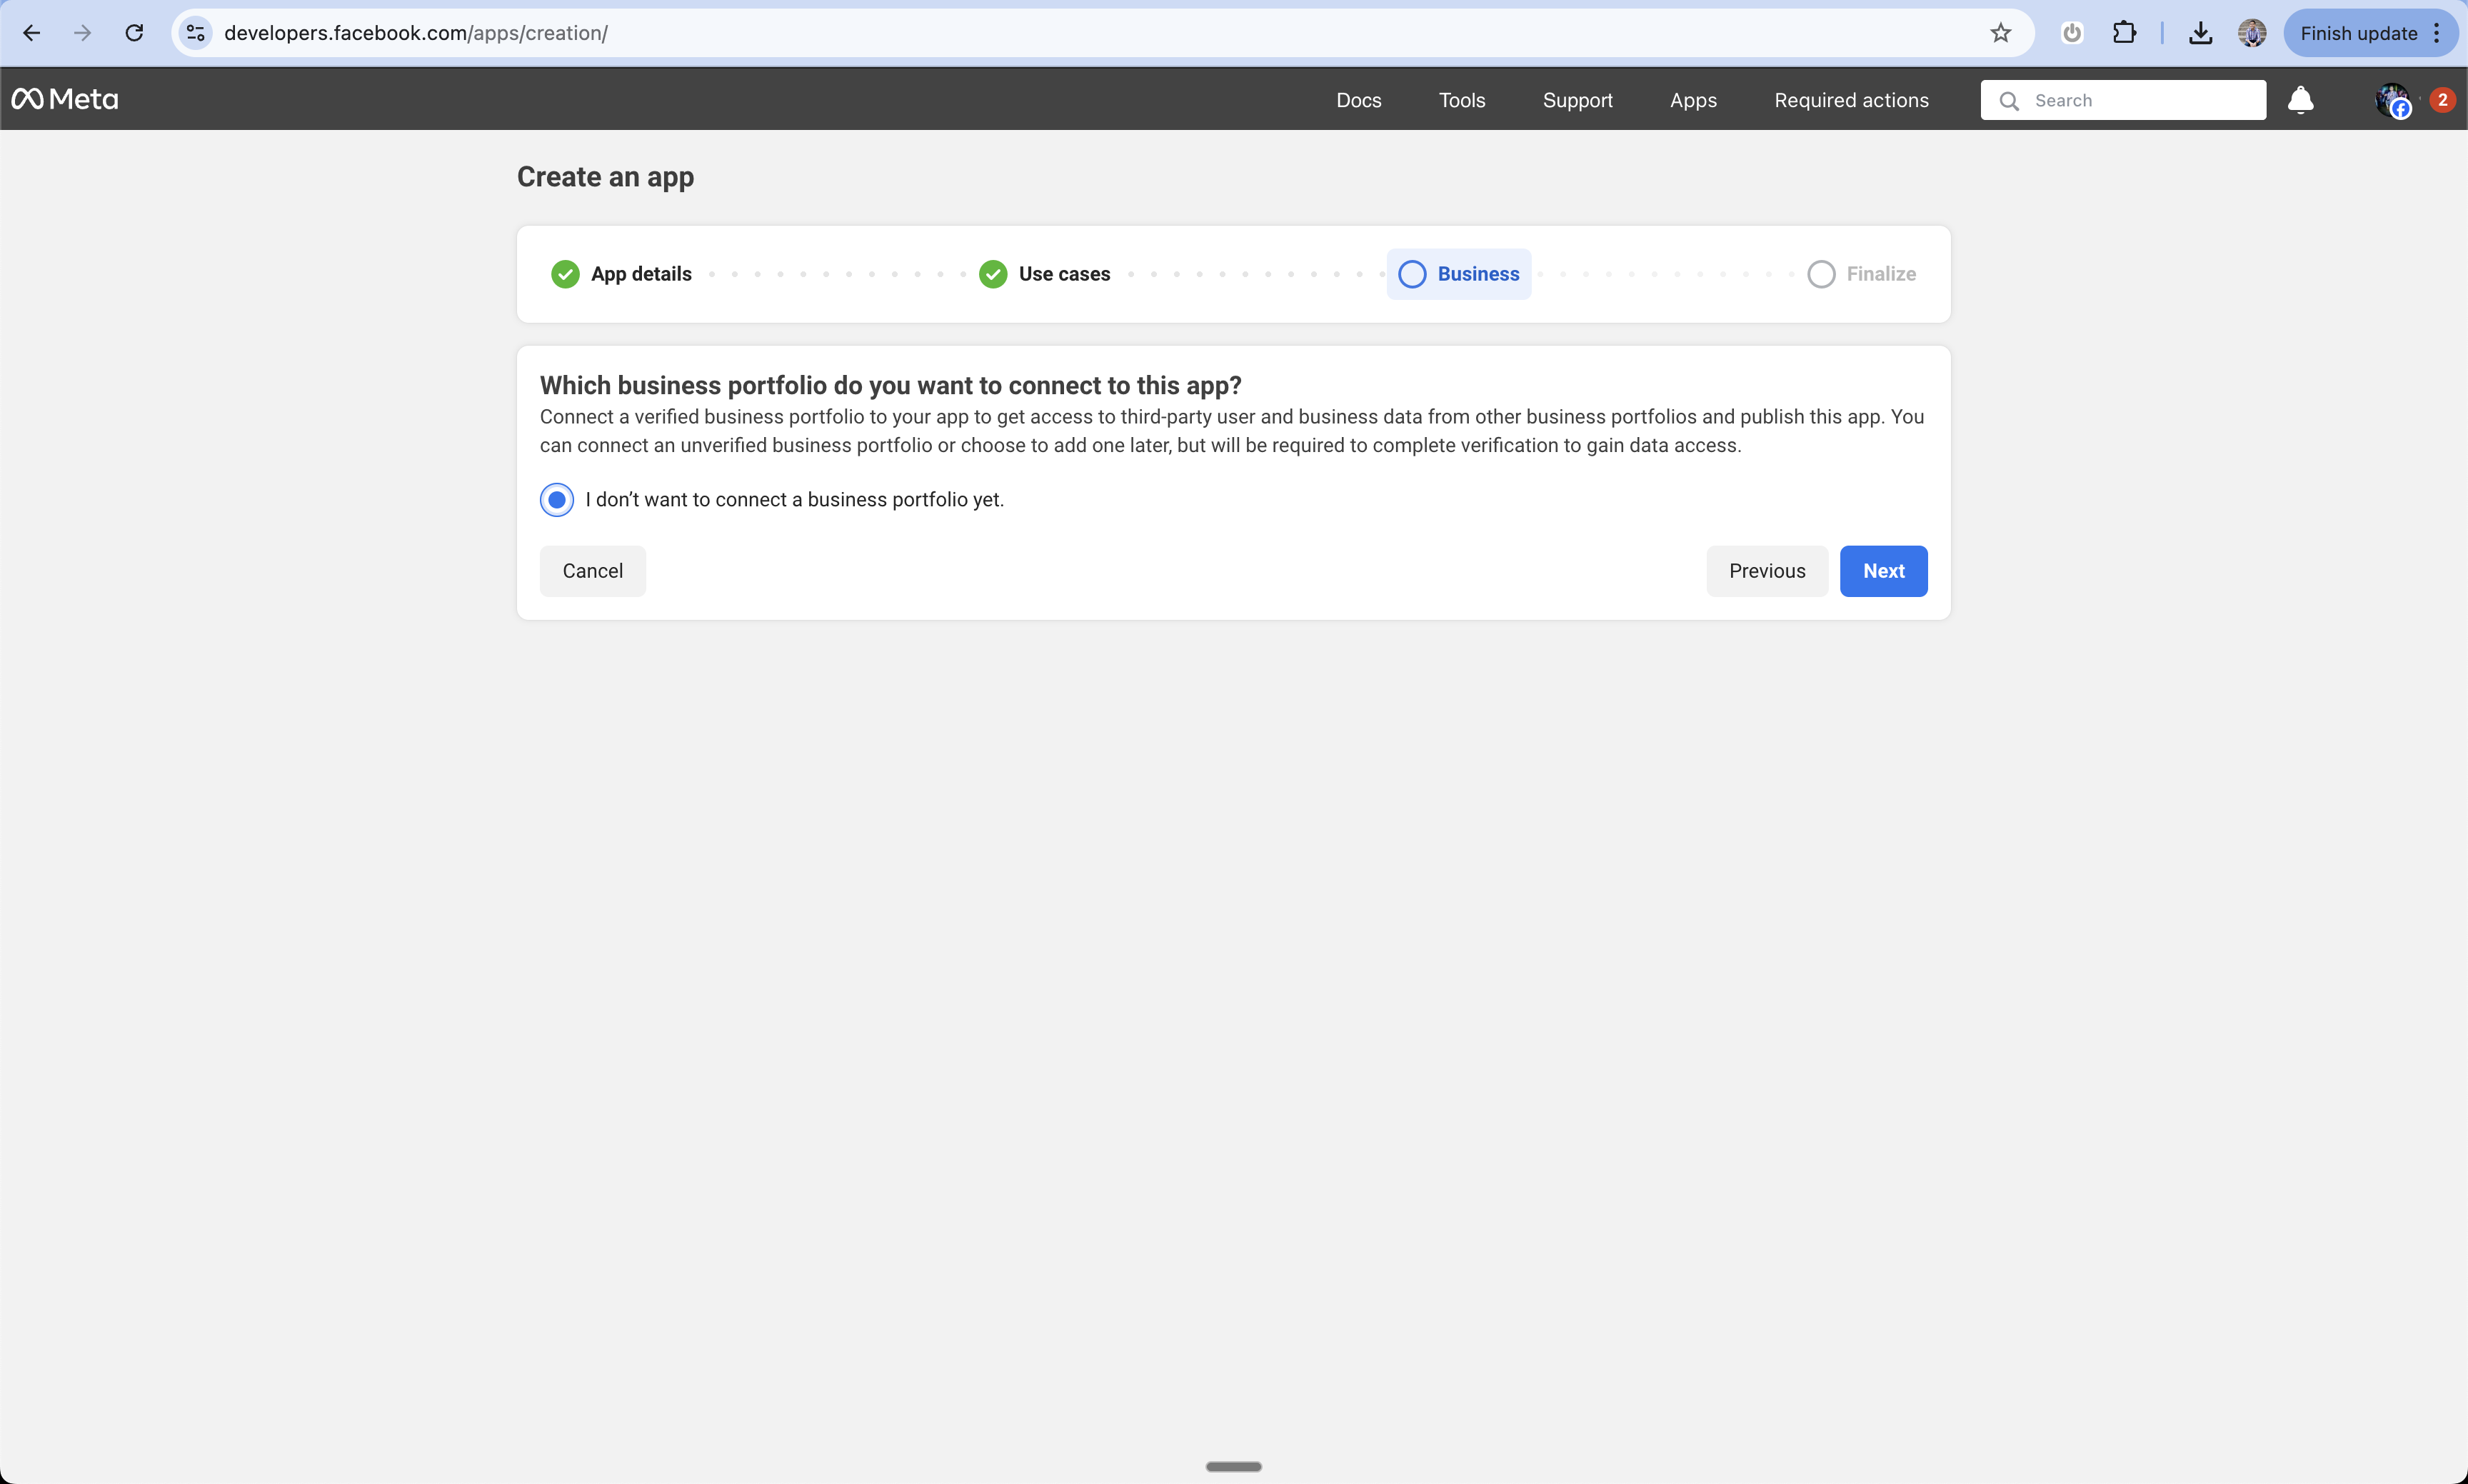 developers.facebook.com/apps/creation/
Finish update
Meta
Docs
Tools
Support
Apps
Required actions
Search
2
Create an app
App details
Use cases
Business
Finalize
Which business portfolio do you want to connect to this app?
Connect a verified business portfolio to your app to get access to third-party user and business data from other business portfolios and publish this app. You
can connect an unverified business portfolio or choose to add one later, but will be required to complete verification to gain data access.
I don’t want to connect a business portfolio yet.
Cancel
Previous
Next